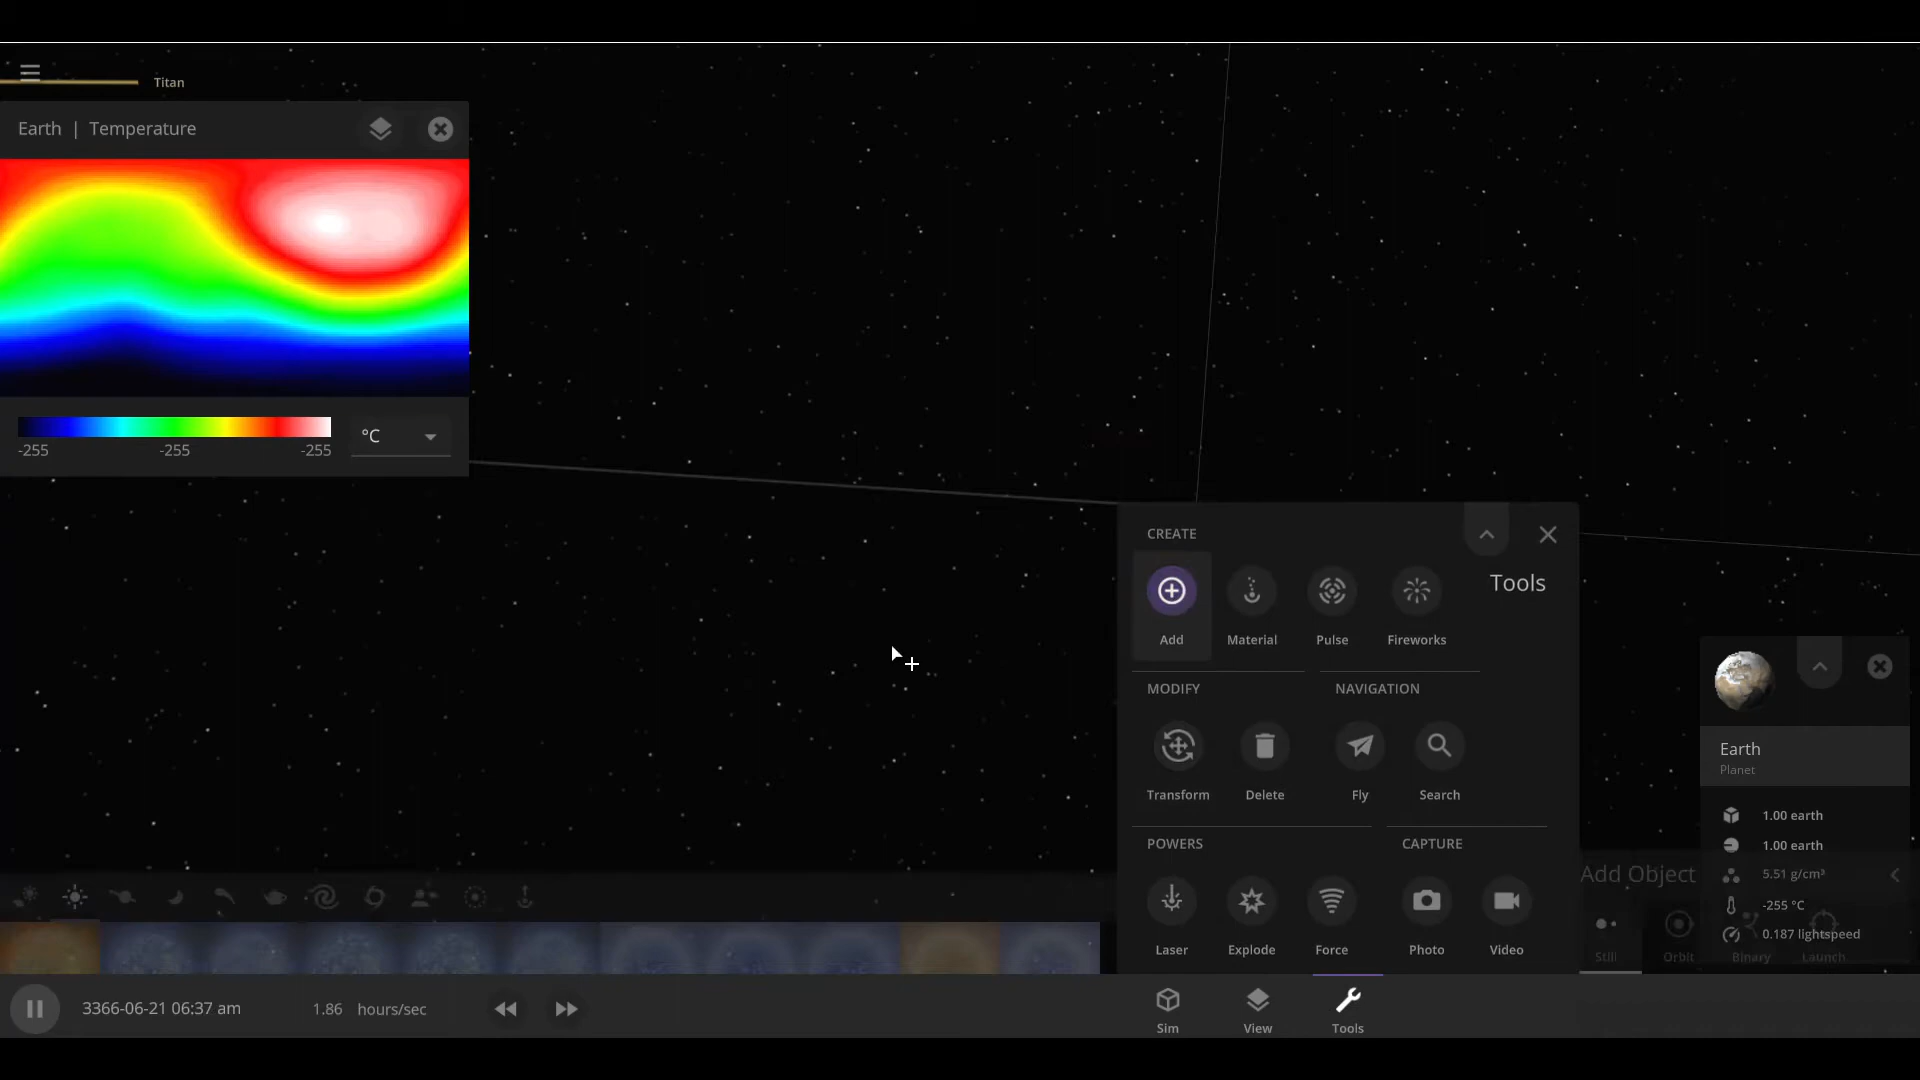 Titan
Earth | Temperature
-255 -255 -255
°C
CREATE
Tools
Add Material Pulse Fireworks
MODIFY NAVIGATION
Transform Delete Fly Search
POWERS CAPTURE
Laser Explode Force Photo Video
Earth
Planet
1.00 earth
1.00 earth
5.51 g/cm³
-255 °C
0.187 lightspeed
Add Object
Still Orbit Binary Launch
3366-06-21 06:37 am 1.86 hours/sec
Sim View Tools